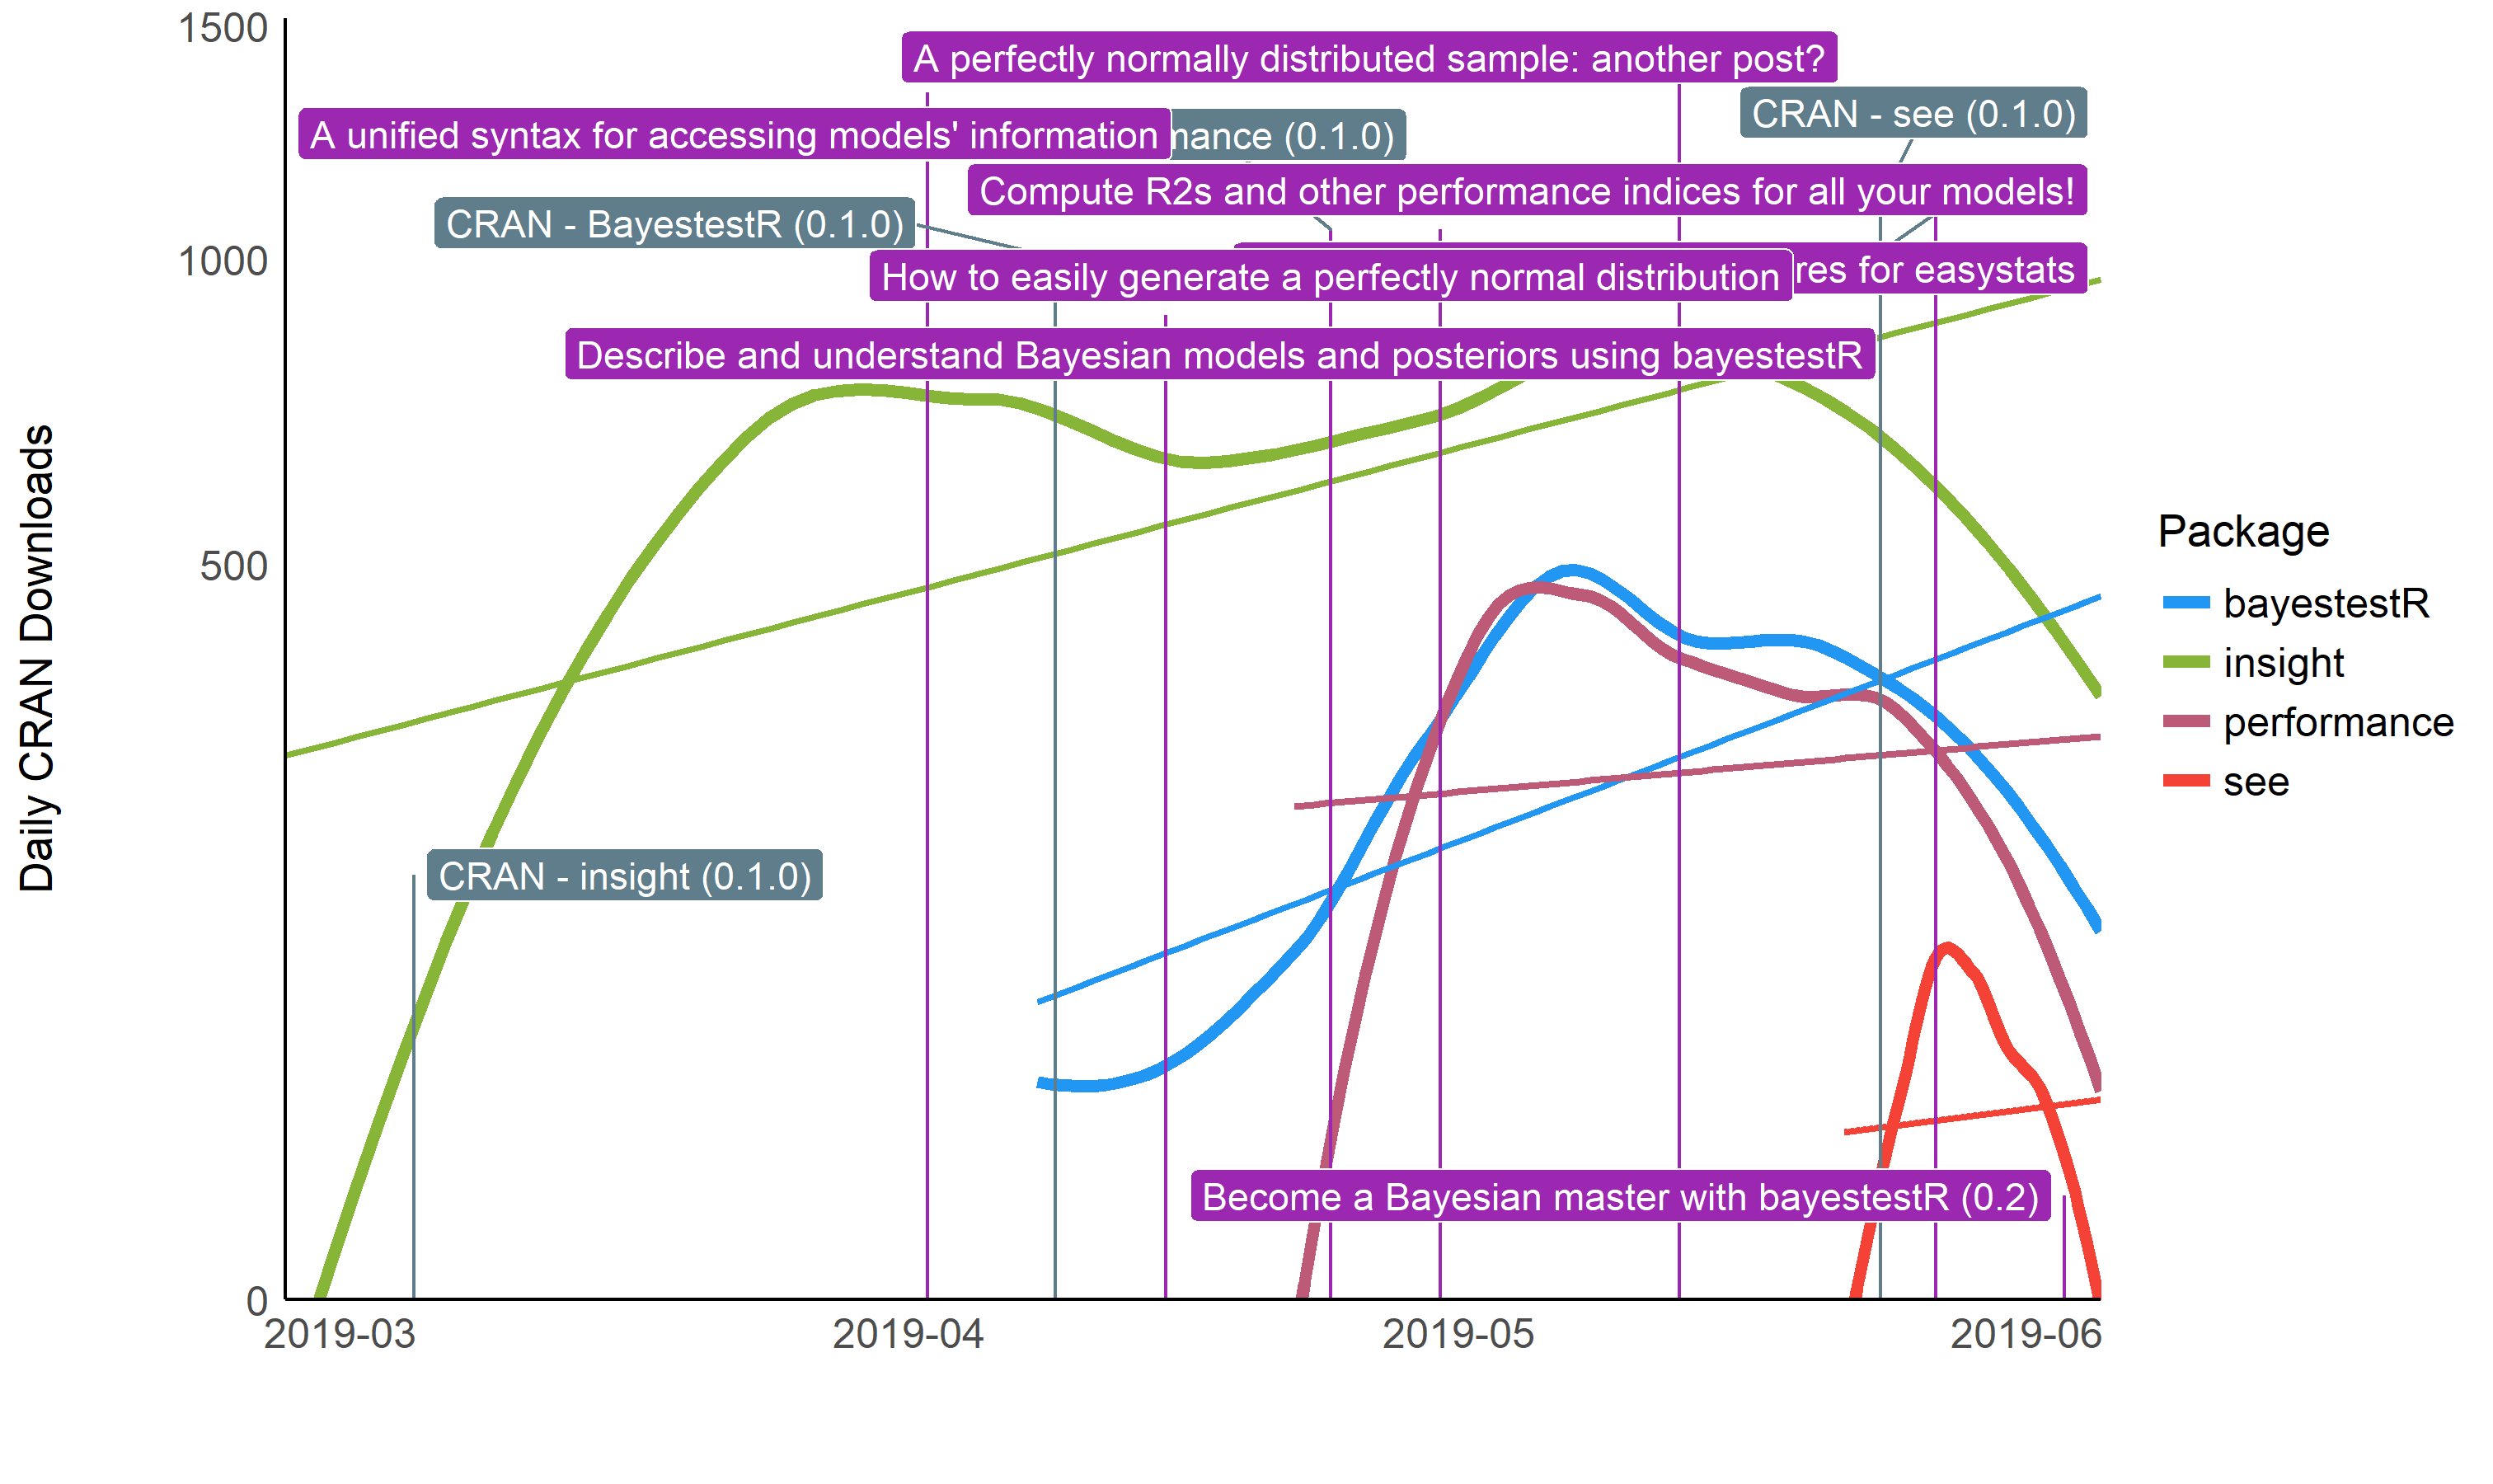 1500
1000
500
0
Daily CRAN Downloads
A perfectly normally distributed sample: another post?
CRAN - see (0.1.0)
A unified syntax for accessing models' information
(0.1.0)
Compute R2s and other performance indices for all your models!
CRAN - BayestestR (0.1.0)
How to easily generate a perfectly normal distribution
for easystats
Describe and understand Bayesian models and posteriors using bayestestR
CRAN - insight (0.1.0)
Become a Bayesian master with bayestestR (0.2)
2019-03
2019-04
2019-05
2019-06
Package
bayestestR
insight
performance
see